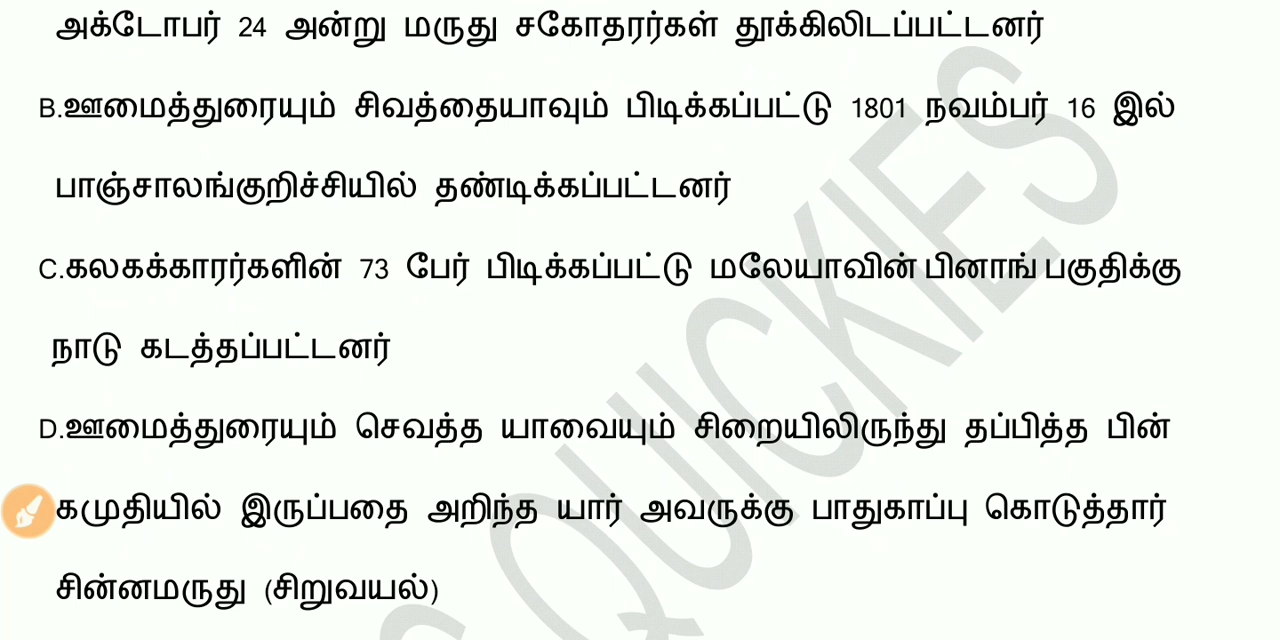 அக்டோபர் 24 அன்று மருது சகோதரர்கள் தூக்கிலிடப்பட்டனர்
B.ஊமைத்துரையும் சிவத்தையாவும் பிடிக்கப்பட்டு 1801 நவம்பர் 16 இல்
பாஞ்சாலங்குறிச்சியில் தண்டிக்கப்பட்டனர்
C.கலகக்காரர்களின் 73 பேர் பிடிக்கப்பட்டு மலேயாவின் பினாங் பகுதிக்கு
நாடு கடத்தப்பட்டனர்
D.ஊமைத்துரையும் செவத்த யாவையும் சிறையிலிருந்து தப்பித்த பின்
கமுதியில் இருப்பதை அறிந்த யார் அவருக்கு பாதுகாப்பு கொடுத்தார்
சின்னமருது (சிறுவயல்)
QUICKIES